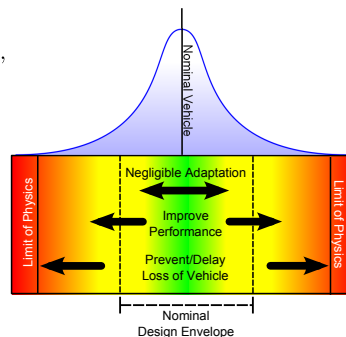 ,
Nominal Vehicle
Limit of Physics
Negligible Adaptation
Improve
Performance
Prevent/Delay
Loss of Vehicle
Limit of Physics
Nominal
Design Envelope